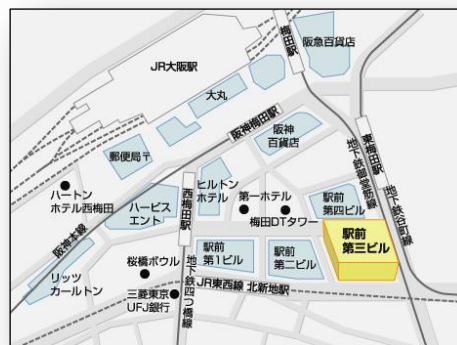 阪急百貨店
梅田駅
JR大阪駅
大丸
阪神梅田駅
阪神
百貨店
東梅田駅
地下鉄御堂筋線
地下鉄谷町線
郵便局〒
西梅田駅
ヒルトン
ホテル
第一ホテル
梅田DTタワー
駅前
第四ビル
ハートン
ホテル西梅田
ハービス
エント
阪神本線
リッツ
カールトン
桜橋ボウル
三菱東京
UFJ銀行
地下鉄四つ橋線
駅前
第1ビル
駅前
第二ビル
駅前
第三ビル
JR東西線 北新地駅